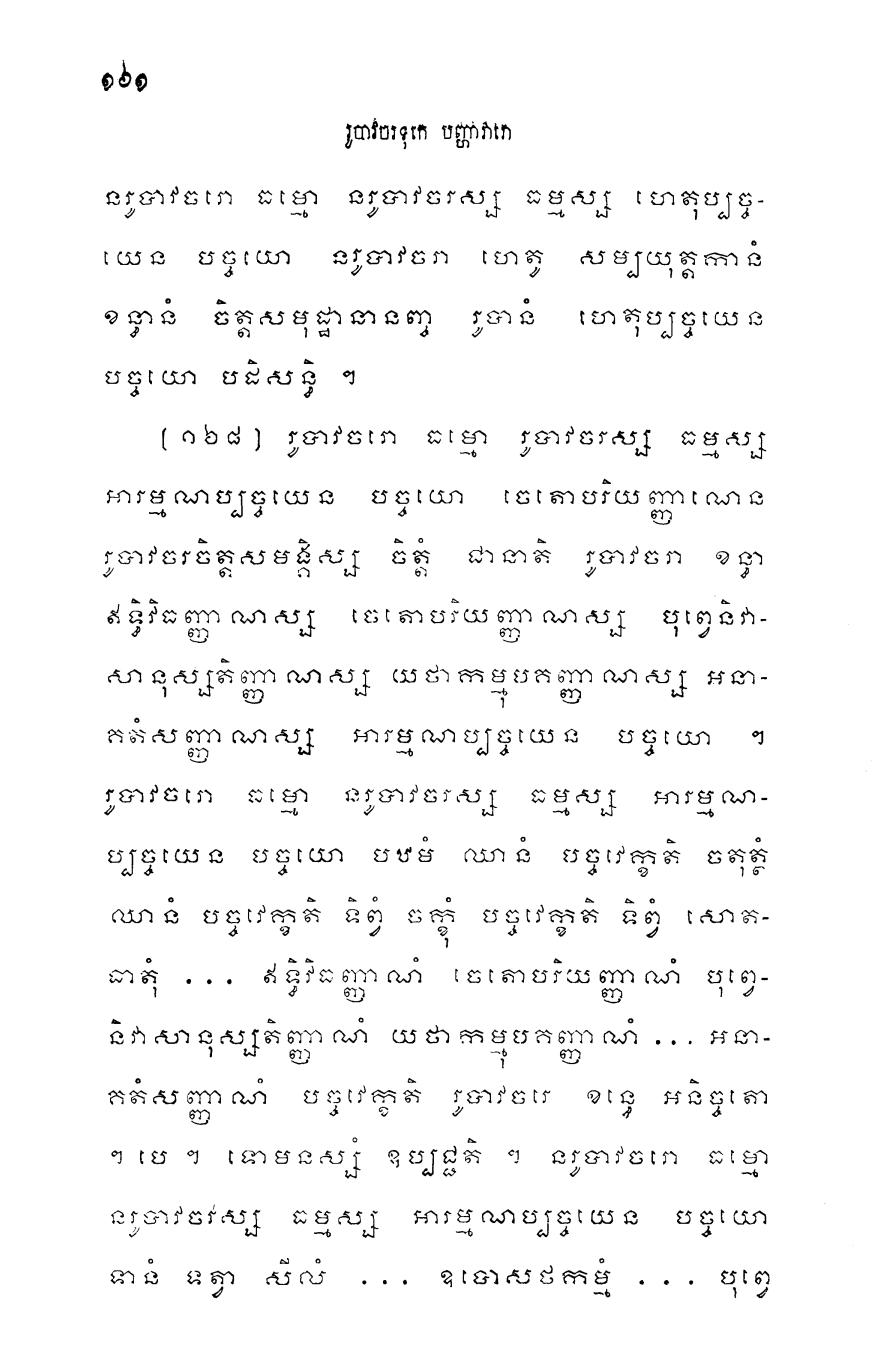 ១៦១
រូបាវចរទុកេ បញ្ហាវារោ
នរូបាវចរោ ធម្មោ នរូបាវចរស្ស ធម្មស្ស ហេតុប្បច្ច-
យេន បច្ចយោ នរូបាវចរា ហេតូ សម្បយុត្តកានំ
ខន្ធានំ ចិត្តសមុដ្ឋានានញ្ច រូបានំ ហេតុប្បច្ចយេន
បច្ចយោ បដិសន្ធិ ។
[ ១៦៨ ] រូបាវចរោ ធម្មោ រូបាវចរស្ស ធម្មស្ស
អារម្មណប្បច្ចយេន បច្ចយោ ចេតោបរិយញ្ញាណេន
រូបាវចរចិត្តសមង្គិស្ស ចិត្តំ ជានាតិ រូបាវចរា ខន្ធា
ឥទ្ធិវិធញ្ញាណស្ស ចេតោបរិយញ្ញាណស្ស បុព្វេនិវា-
សានុស្សតិញ្ញាណស្ស យថាកម្មុបគញ្ញាណស្ស អនា-
គតំសញ្ញាណស្ស អារម្មណប្បច្ចយេន បច្ចយោ ។
រូបាវចរោ ធម្មោ នរូបាវចរស្ស ធម្មស្ស អារម្មណ-
ប្បច្ចយេន បច្ចយោ បឋមំ ឈានំ បច្ចវេក្ខតិ ចតុត្ថំ
ឈានំ បច្ចវេក្ខតិ ទិព្វំ ចក្ខុំ បច្ចវេក្ខតិ ទិព្វំ សោត-
ធាតុំ ... ឥទ្ធិវិធញ្ញាណំ ចេតោបរិយញ្ញាណំ បុព្វេ-
និវាសានុស្សតិញ្ញាណំ យថាកម្មុបគញ្ញាណំ ... អនា-
គតំសញ្ញាណំ បច្ចវេក្ខតិ រូបាវចរេ ខន្ធេ អនិច្ចតោ
។ បេ ។ ទោមនស្សំ ឧប្បជ្ជតិ ។ នរូបាវចរោ ធម្មោ
នរូបាវចរស្ស ធម្មស្ស អារម្មណប្បច្ចយេន បច្ចយោ
ទានំ ទត្វា សីលំ ... ឧបោសថកម្មំ ... បុព្វេ